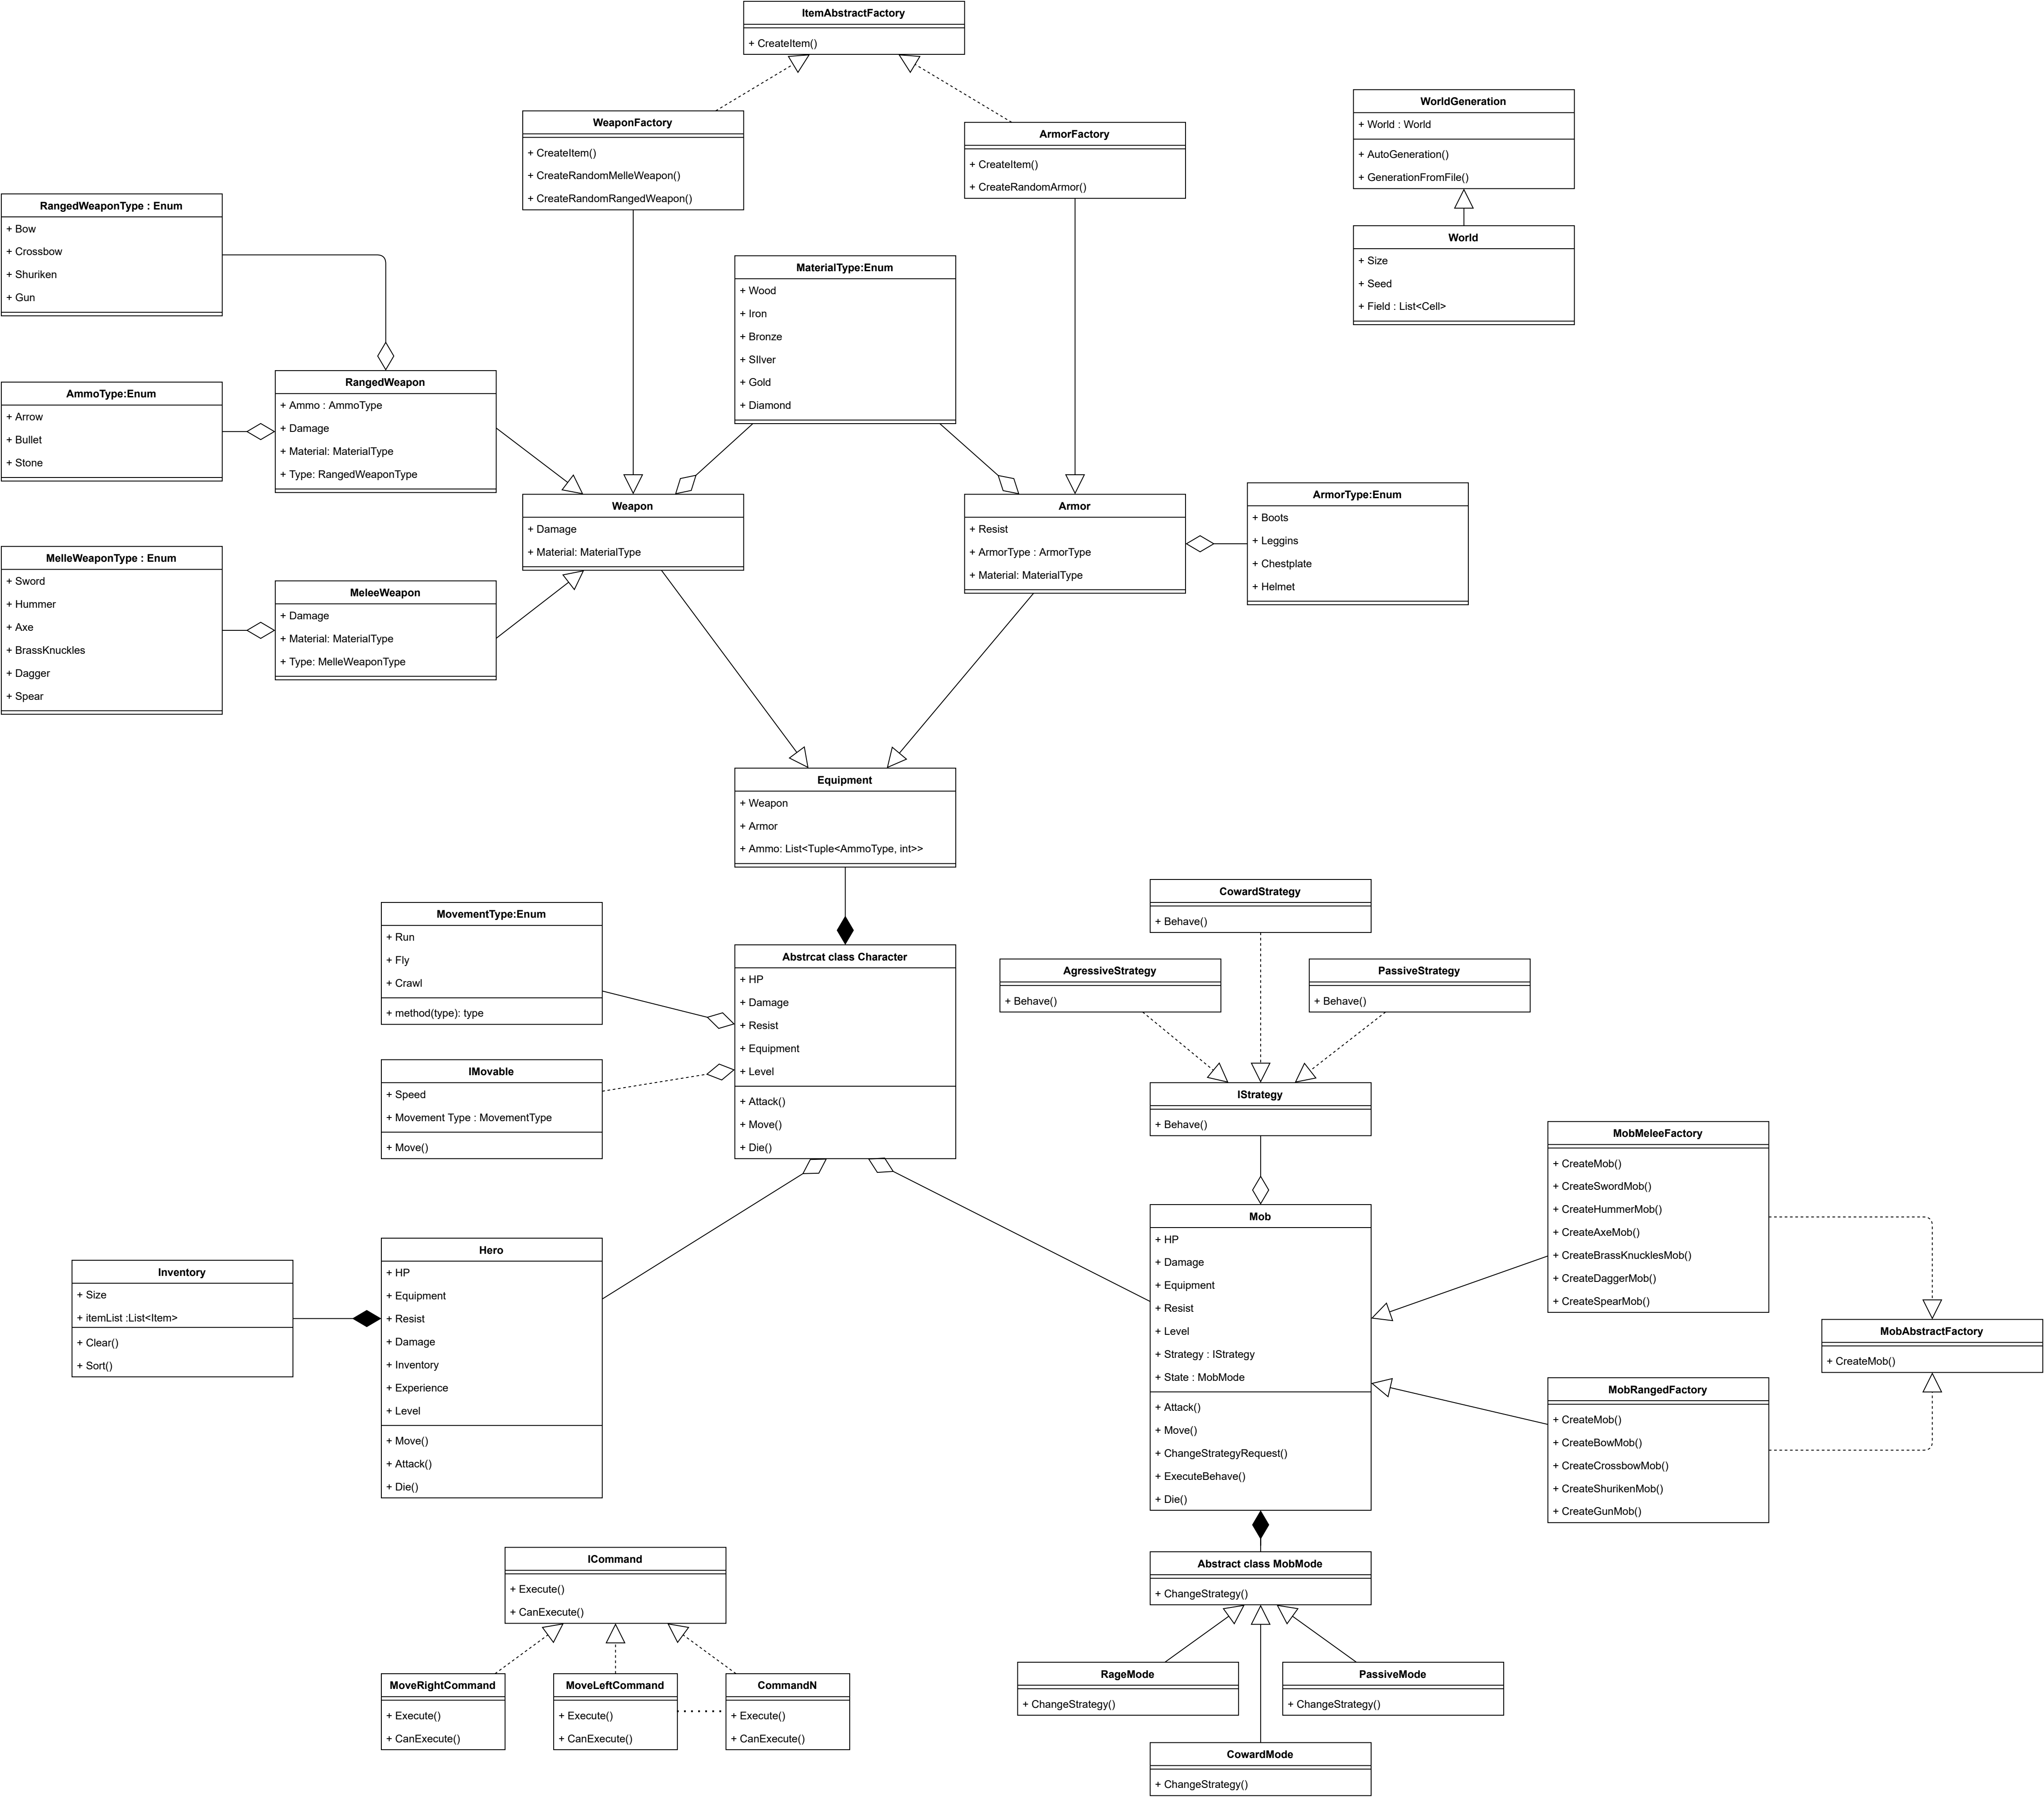 ItemAbstractFactory
+ CreateItem()
WeaponFactory
+ CreateItem()
+ CreateRandomMelleWeapon()
+ CreateRandomRangedWeapon()
ArmorFactory
+ CreateItem()
+ CreateRandomArmor()
WorldGeneration
+ World : World
+ AutoGeneration()
+ GenerationFromFile()
World
+ Size
+ Seed
+ Field : List<Cell>
RangedWeaponType : Enum
+ Bow
+ Crossbow
+ Shuriken
+ Gun
MaterialType:Enum
+ Wood
+ Iron
+ Bronze
+ SIlver
+ Gold
+ Diamond
AmmoType:Enum
+ Arrow
+ Bullet
+ Stone
RangedWeapon
+ Ammo : AmmoType
+ Damage
+ Material: MaterialType
+ Type: RangedWeaponType
Weapon
+ Damage
+ Material: MaterialType
Armor
+ Resist
+ ArmorType : ArmorType
+ Material: MaterialType
ArmorType:Enum
+ Boots
+ Leggins
+ Chestplate
+ Helmet
MelleWeaponType : Enum
+ Sword
+ Hummer
+ Axe
+ BrassKnuckles
+ Dagger
+ Spear
MeleeWeapon
+ Damage
+ Material: MaterialType
+ Type: MelleWeaponType
Equipment
+ Weapon
+ Armor
+ Ammo: List<Tuple<AmmoType, int>>
MovementType:Enum
+ Run
+ Fly
+ Crawl
+ method(type): type
IMovable
+ Speed
+ Movement Type : MovementType
+ Move()
Abstrcat class Character
+ HP
+ Damage
+ Resist
+ Equipment
+ Level
+ Attack()
+ Move()
+ Die()
CowardStrategy
+ Behave()
AgressiveStrategy
+ Behave()
PassiveStrategy
+ Behave()
IStrategy
+ Behave()
MobMeleeFactory
+ CreateMob()
+ CreateSwordMob()
+ CreateHummerMob()
+ CreateAxeMob()
+ CreateBrassKnucklesMob()
+ CreateDaggerMob()
+ CreateSpearMob()
MobAbstractFactory
+ CreateMob()
MobRangedFactory
+ CreateMob()
+ CreateBowMob()
+ CreateCrossbowMob()
+ CreateShurikenMob()
+ CreateGunMob()
Mob
+ HP
+ Damage
+ Equipment
+ Resist
+ Level
+ Strategy : IStrategy
+ State : MobMode
+ Attack()
+ Move()
+ ChangeStrategyRequest()
+ ExecuteBehave()
+ Die()
Inventory
+ Size
+ itemList :List<Item>
+ Clear()
+ Sort()
Hero
+ HP
+ Equipment
+ Resist
+ Damage
+ Inventory
+ Experience
+ Level
+ Move()
+ Attack()
+ Die()
ICommand
+ Execute()
+ CanExecute()
MoveRightCommand
+ Execute()
+ CanExecute()
MoveLeftCommand
+ Execute()
+ CanExecute()
CommandN
+ Execute()
+ CanExecute()
Abstract class MobMode
+ ChangeStrategy()
RageMode
+ ChangeStrategy()
PassiveMode
+ ChangeStrategy()
CowardMode
+ ChangeStrategy()